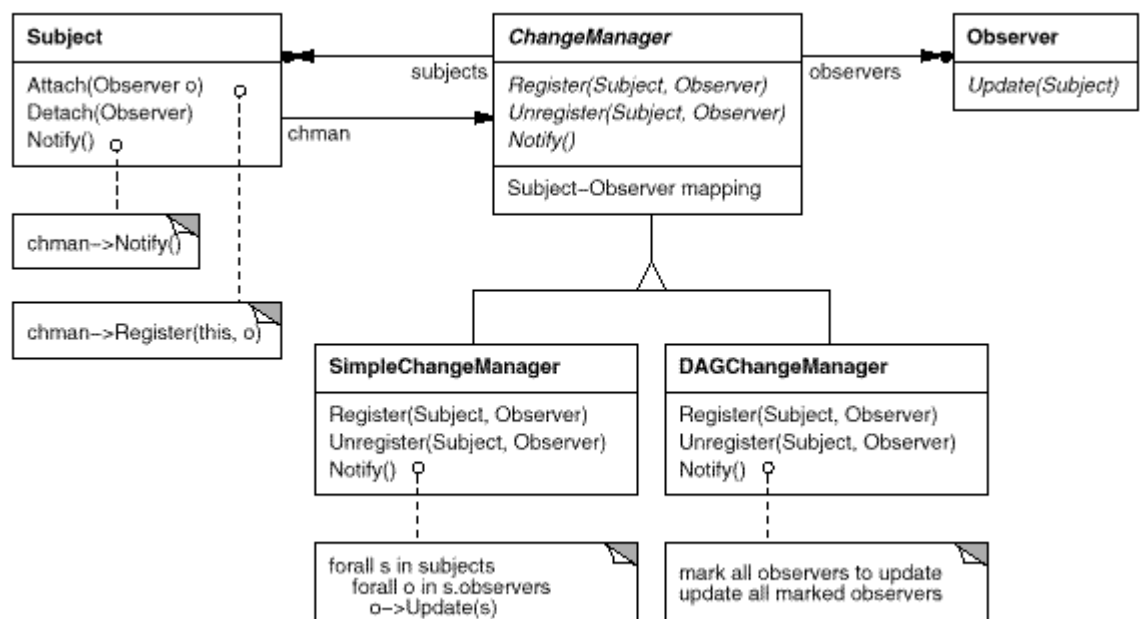 Subject
Attach(Observer o)
Detach(Observer)
Notify()
chman->Notify()
chman->Register(this, o)
subjects
chman
ChangeManager
Register(Subject, Observer)
Unregister(Subject, Observer)
Notify()
Subject-Observer mapping
observers
Observer
Update(Subject)
SimpleChangeManager
Register(Subject, Observer)
Unregister(Subject, Observer)
Notify()
forall s in subjects
forall o in s.observers
o->Update(s)
DAGChangeManager
Register(Subject, Observer)
Unregister(Subject, Observer)
Notify()
mark all observers to update
update all marked observers